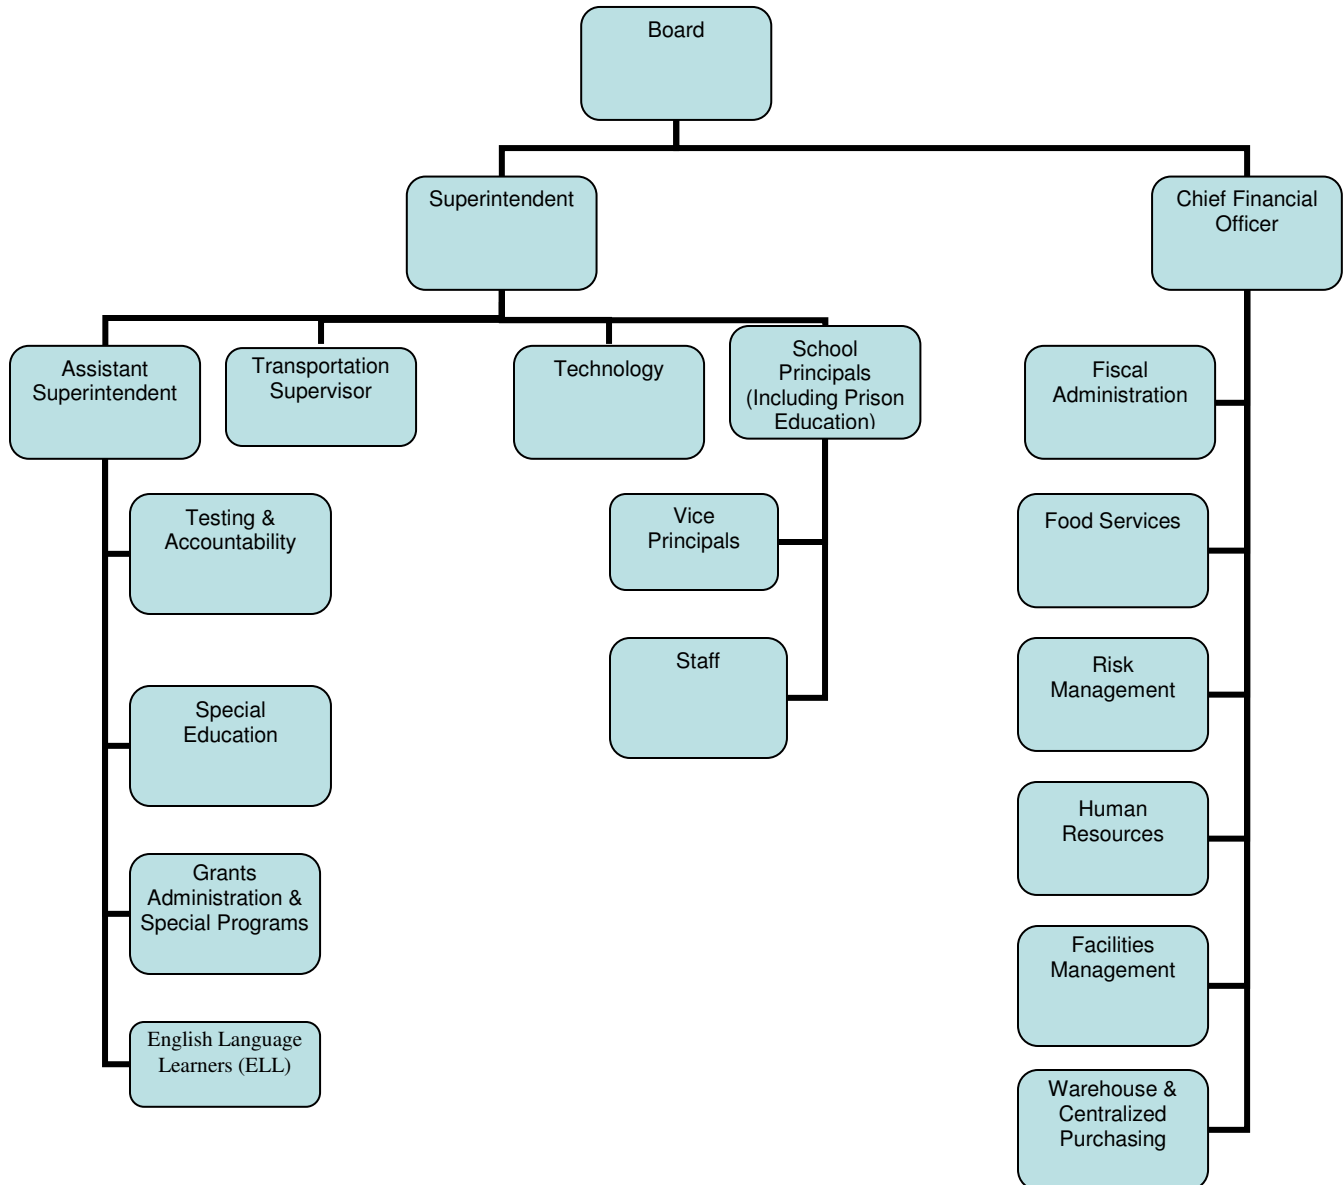 Board
Superintendent
Chief Financial
Officer
Assistant
Superintendent
Transportation
Supervisor
Technology
School
Principals
(Including Prison
Education)
Fiscal
Administration
Testing &
Accountability
Vice
Principals
Food Services
Special
Education
Staff
Risk
Management
Human
Resources
Grants
Administration &
Special Programs
Facilities
Management
English Language
Learners (ELL)
Warehouse &
Centralized
Purchasing